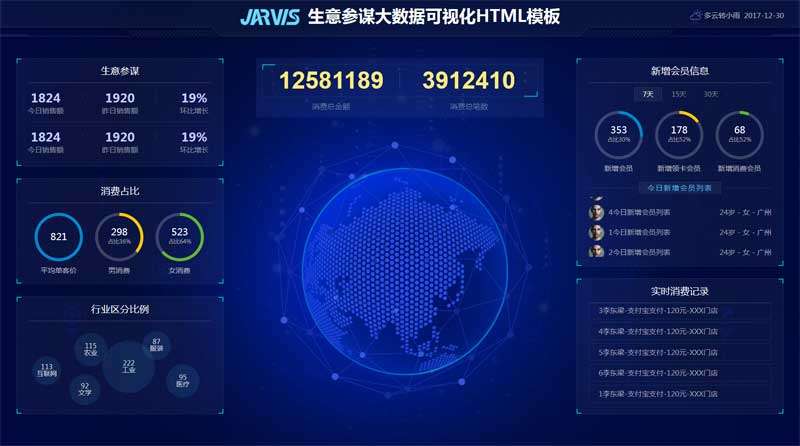 JARVIS 生意参谋大数据可视化HTML模板
多云转小雨 2017-12-30
生意参谋
1824 1920 19%
今日销售额 昨日销售额 环比增长
1824 1920 19%
今日销售额 昨日销售额 环比增长
消费占比
821
平均单客价
298
占比36%
男消费
523
占比64%
女消费
行业区分比例
115
农业
87
服装
113
互联网
222
工业
92
文字
95
医疗
12581189 3912410
消费总金额 消费总笔数
新增会员信息
7天 15天 30天
353
占比30%
新增会员
178
占比52%
新增领卡会员
68
占比52%
新增消费会员
今日新增会员列表
4今日新增会员列表 24岁 - 女 - 广州
1今日新增会员列表 24岁 - 女 - 广州
2今日新增会员列表 24岁 - 女 - 广州
实时消费记录
3李东梁-支付宝支付-120元-XXX门店
4李东梁-支付宝支付-120元-XXX门店
5李东梁-支付宝支付-120元-XXX门店
6李东梁-支付宝支付-120元-XXX门店
1李东梁-支付宝支付-120元-XXX门店